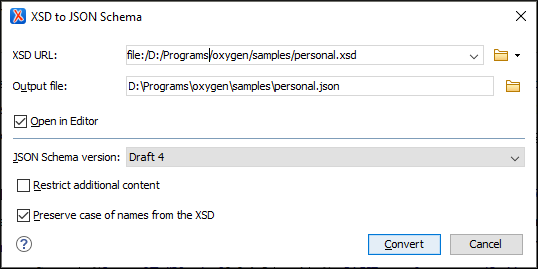 XSD to JSON Schema
XSD URL: file:/D:/Programs/oxygen/samples/personal.xsd
Output file: D:\Programs\oxygen\samples\personal.json
Open in Editor
JSON Schema version: Draft 4
Restrict additional content
Preserve case of names from the XSD
? Convert Cancel